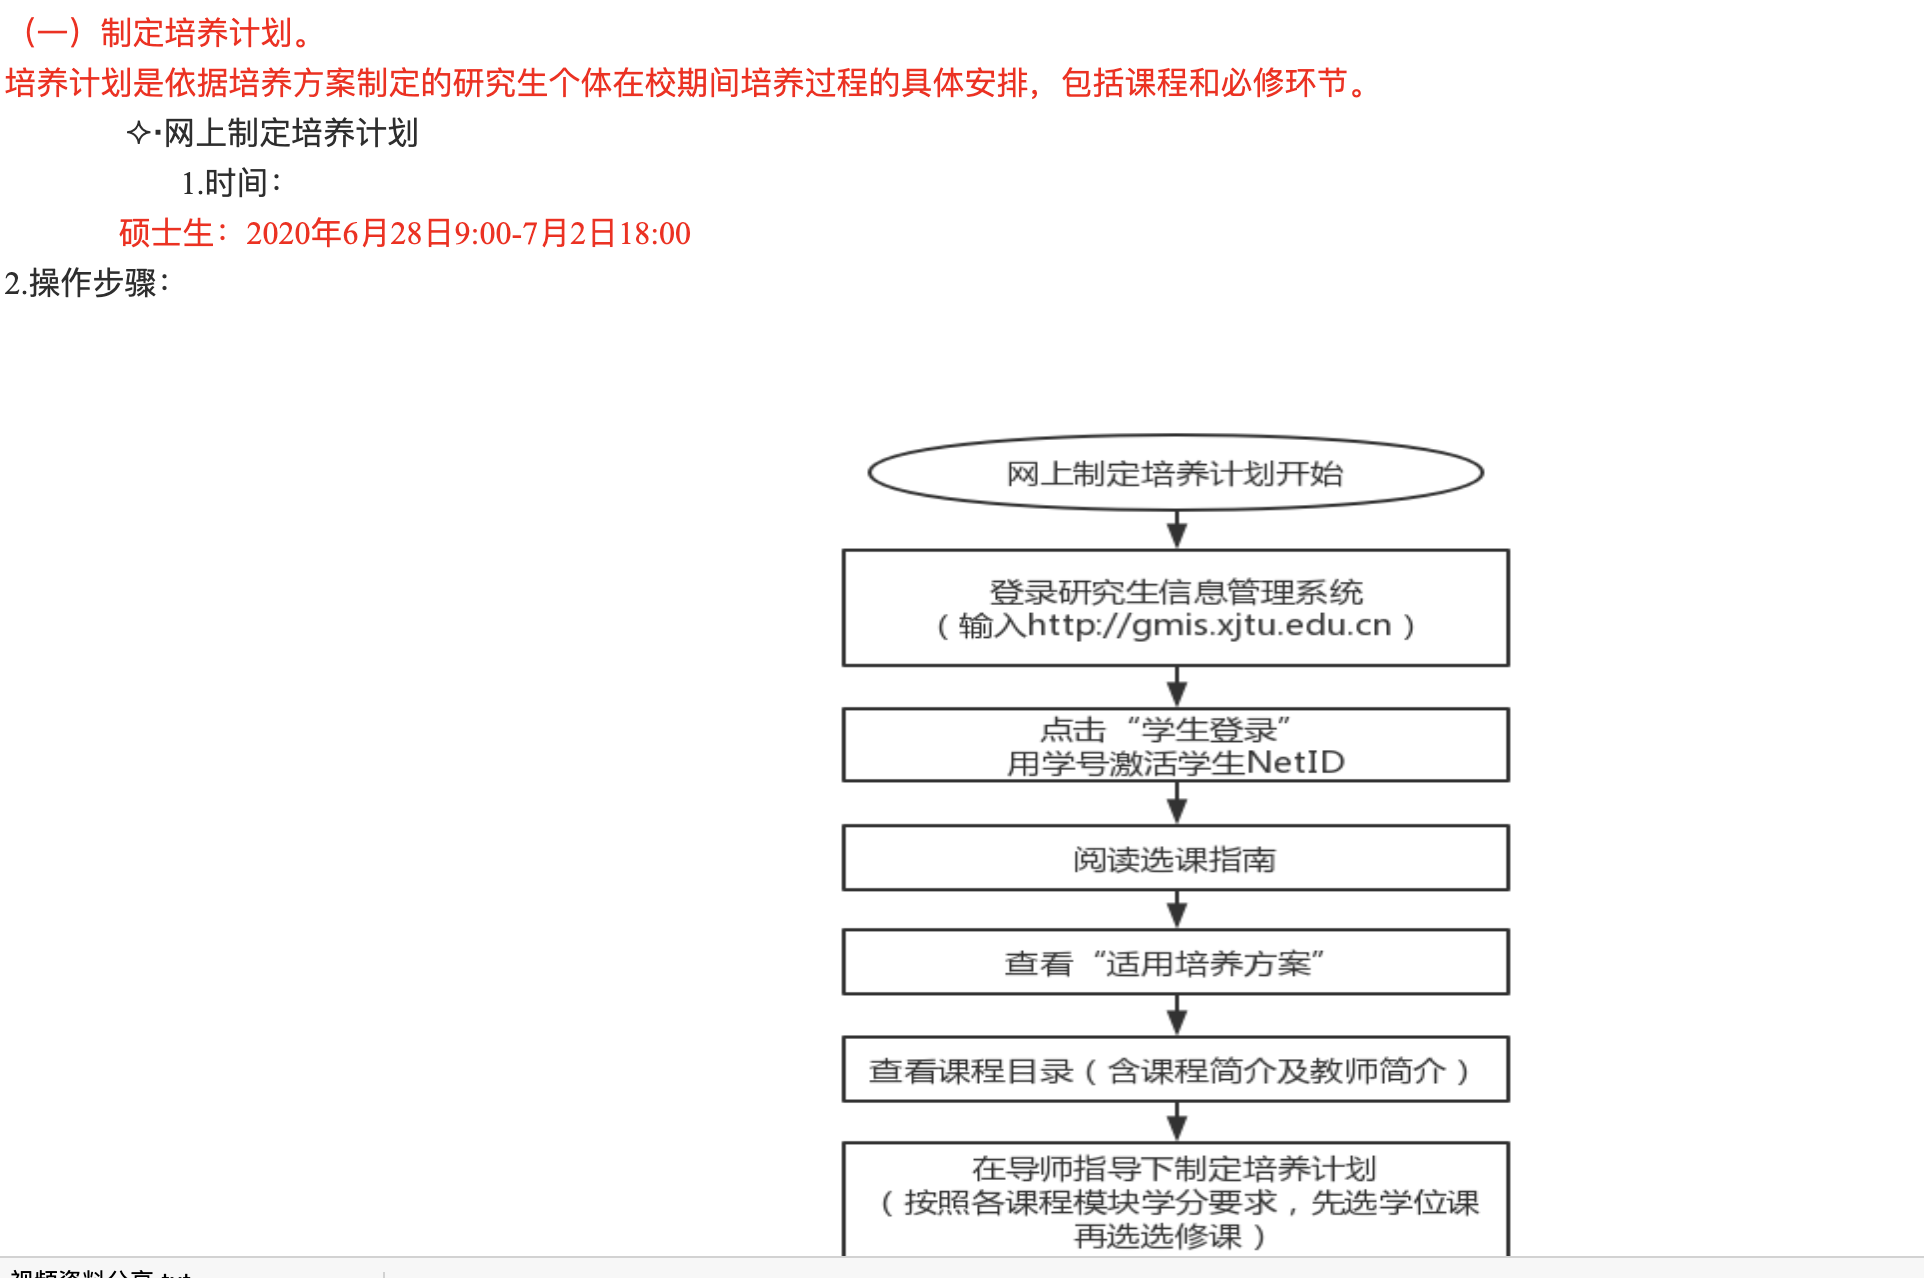 （一）制定培养计划。
培养计划是依据培养方案制定的研究生个体在校期间培养过程的具体安排，包括课程和必修环节。
✧·网上制定培养计划
1.时间：
硕士生：2020年6月28日9:00-7月2日18:00
2.操作步骤：
网上制定培养计划开始
登录研究生信息管理系统
（输入http://gmis.xjtu.edu.cn）
点击“学生登录”
用学号激活学生NetID
阅读选课指南
查看“适用培养方案”
查看课程目录（含课程简介及教师简介）
在导师指导下制定培养计划
（按照各课程模块学分要求，先选学位课
再选选修课）
视频资料分享.txt